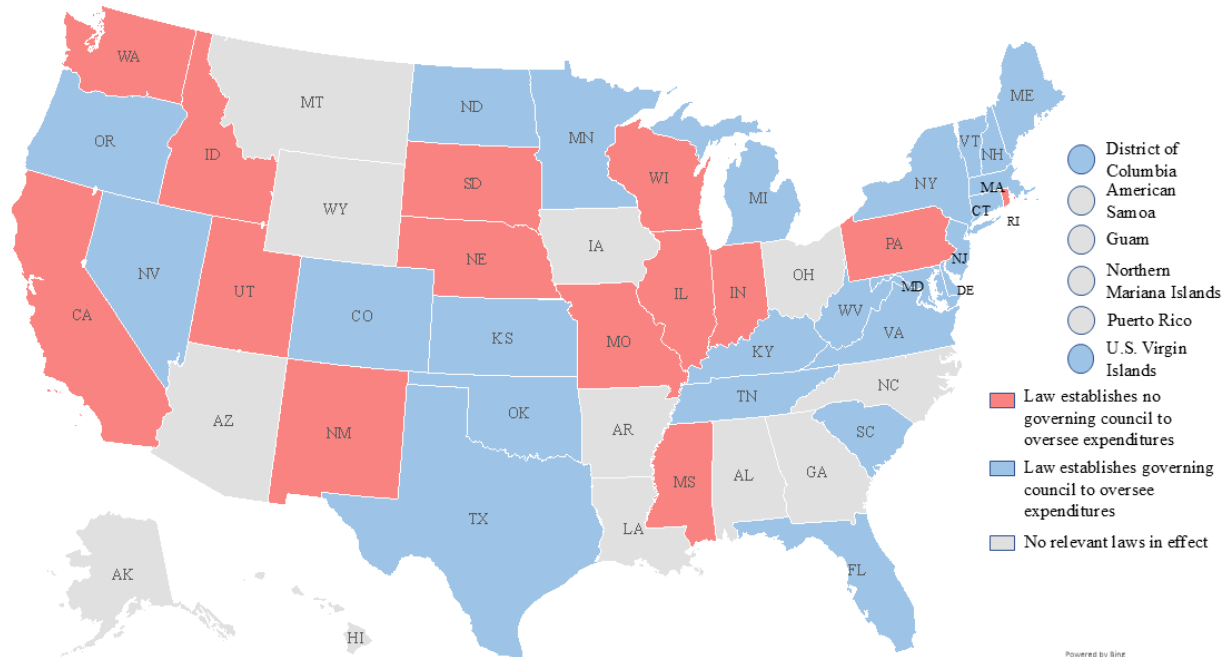 WA
MT
ND
MN
ME
OR
ID
SD
WI
MI
NY
VT
NH
MA
CT
RI
WY
IA
NE
PA
NJ
OH
MD
DE
NV
UT
CO
IL
IN
WV
VA
CA
KS
MO
KY
AZ
NM
OK
AR
TN
NC
SC
MS
AL
GA
TX
LA
FL
AK
HI
District of
Columbia
American
Samoa
Guam
Northern
Mariana Islands
Puerto Rico
U.S. Virgin
Islands
Law establishes no
governing council to
oversee expenditures
Law establishes governing
council to oversee
expenditures
No relevant laws in effect
Powered by Bing